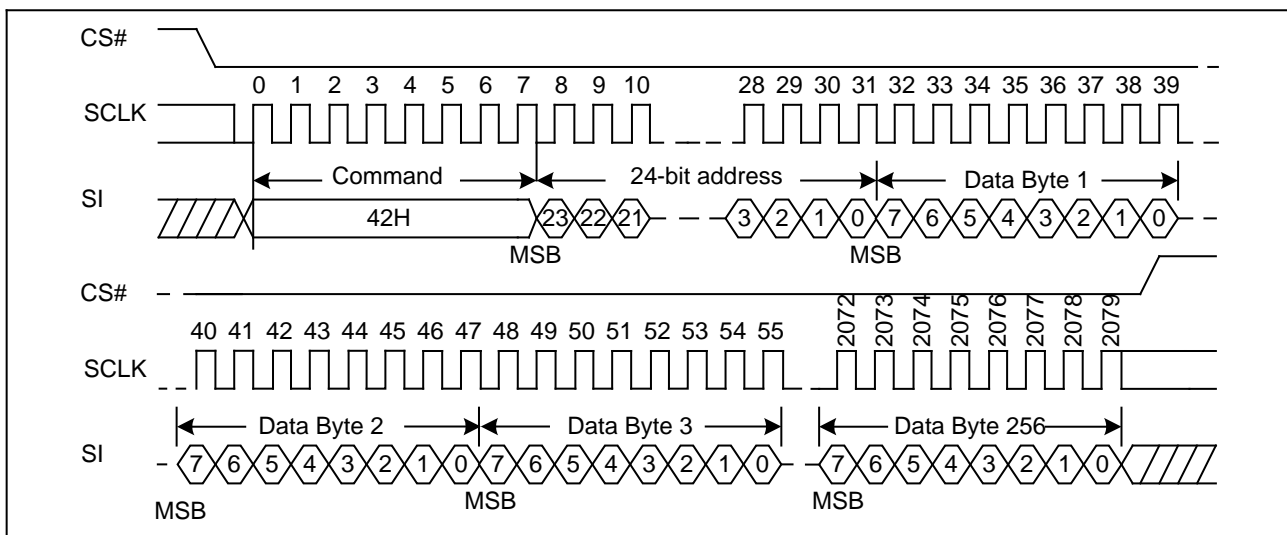 CS#
0 1 2 3 4 5 6 7 8 9 10 28 29 30 31 32 33 34 35 36 37 38 39
SCLK
Command 24-bit address Data Byte 1
SI
42H 23 22 21 3 2 1 0 7 6 5 4 3 2 1 0
MSB MSB
CS#
40 41 42 43 44 45 46 47 48 49 50 51 52 53 54 55 2072 2073 2074 2075 2076 2077 2078 2079
SCLK
Data Byte 2 Data Byte 3 Data Byte 256
SI
7 6 5 4 3 2 1 0 7 6 5 4 3 2 1 0 7 6 5 4 3 2 1 0
MSB MSB MSB